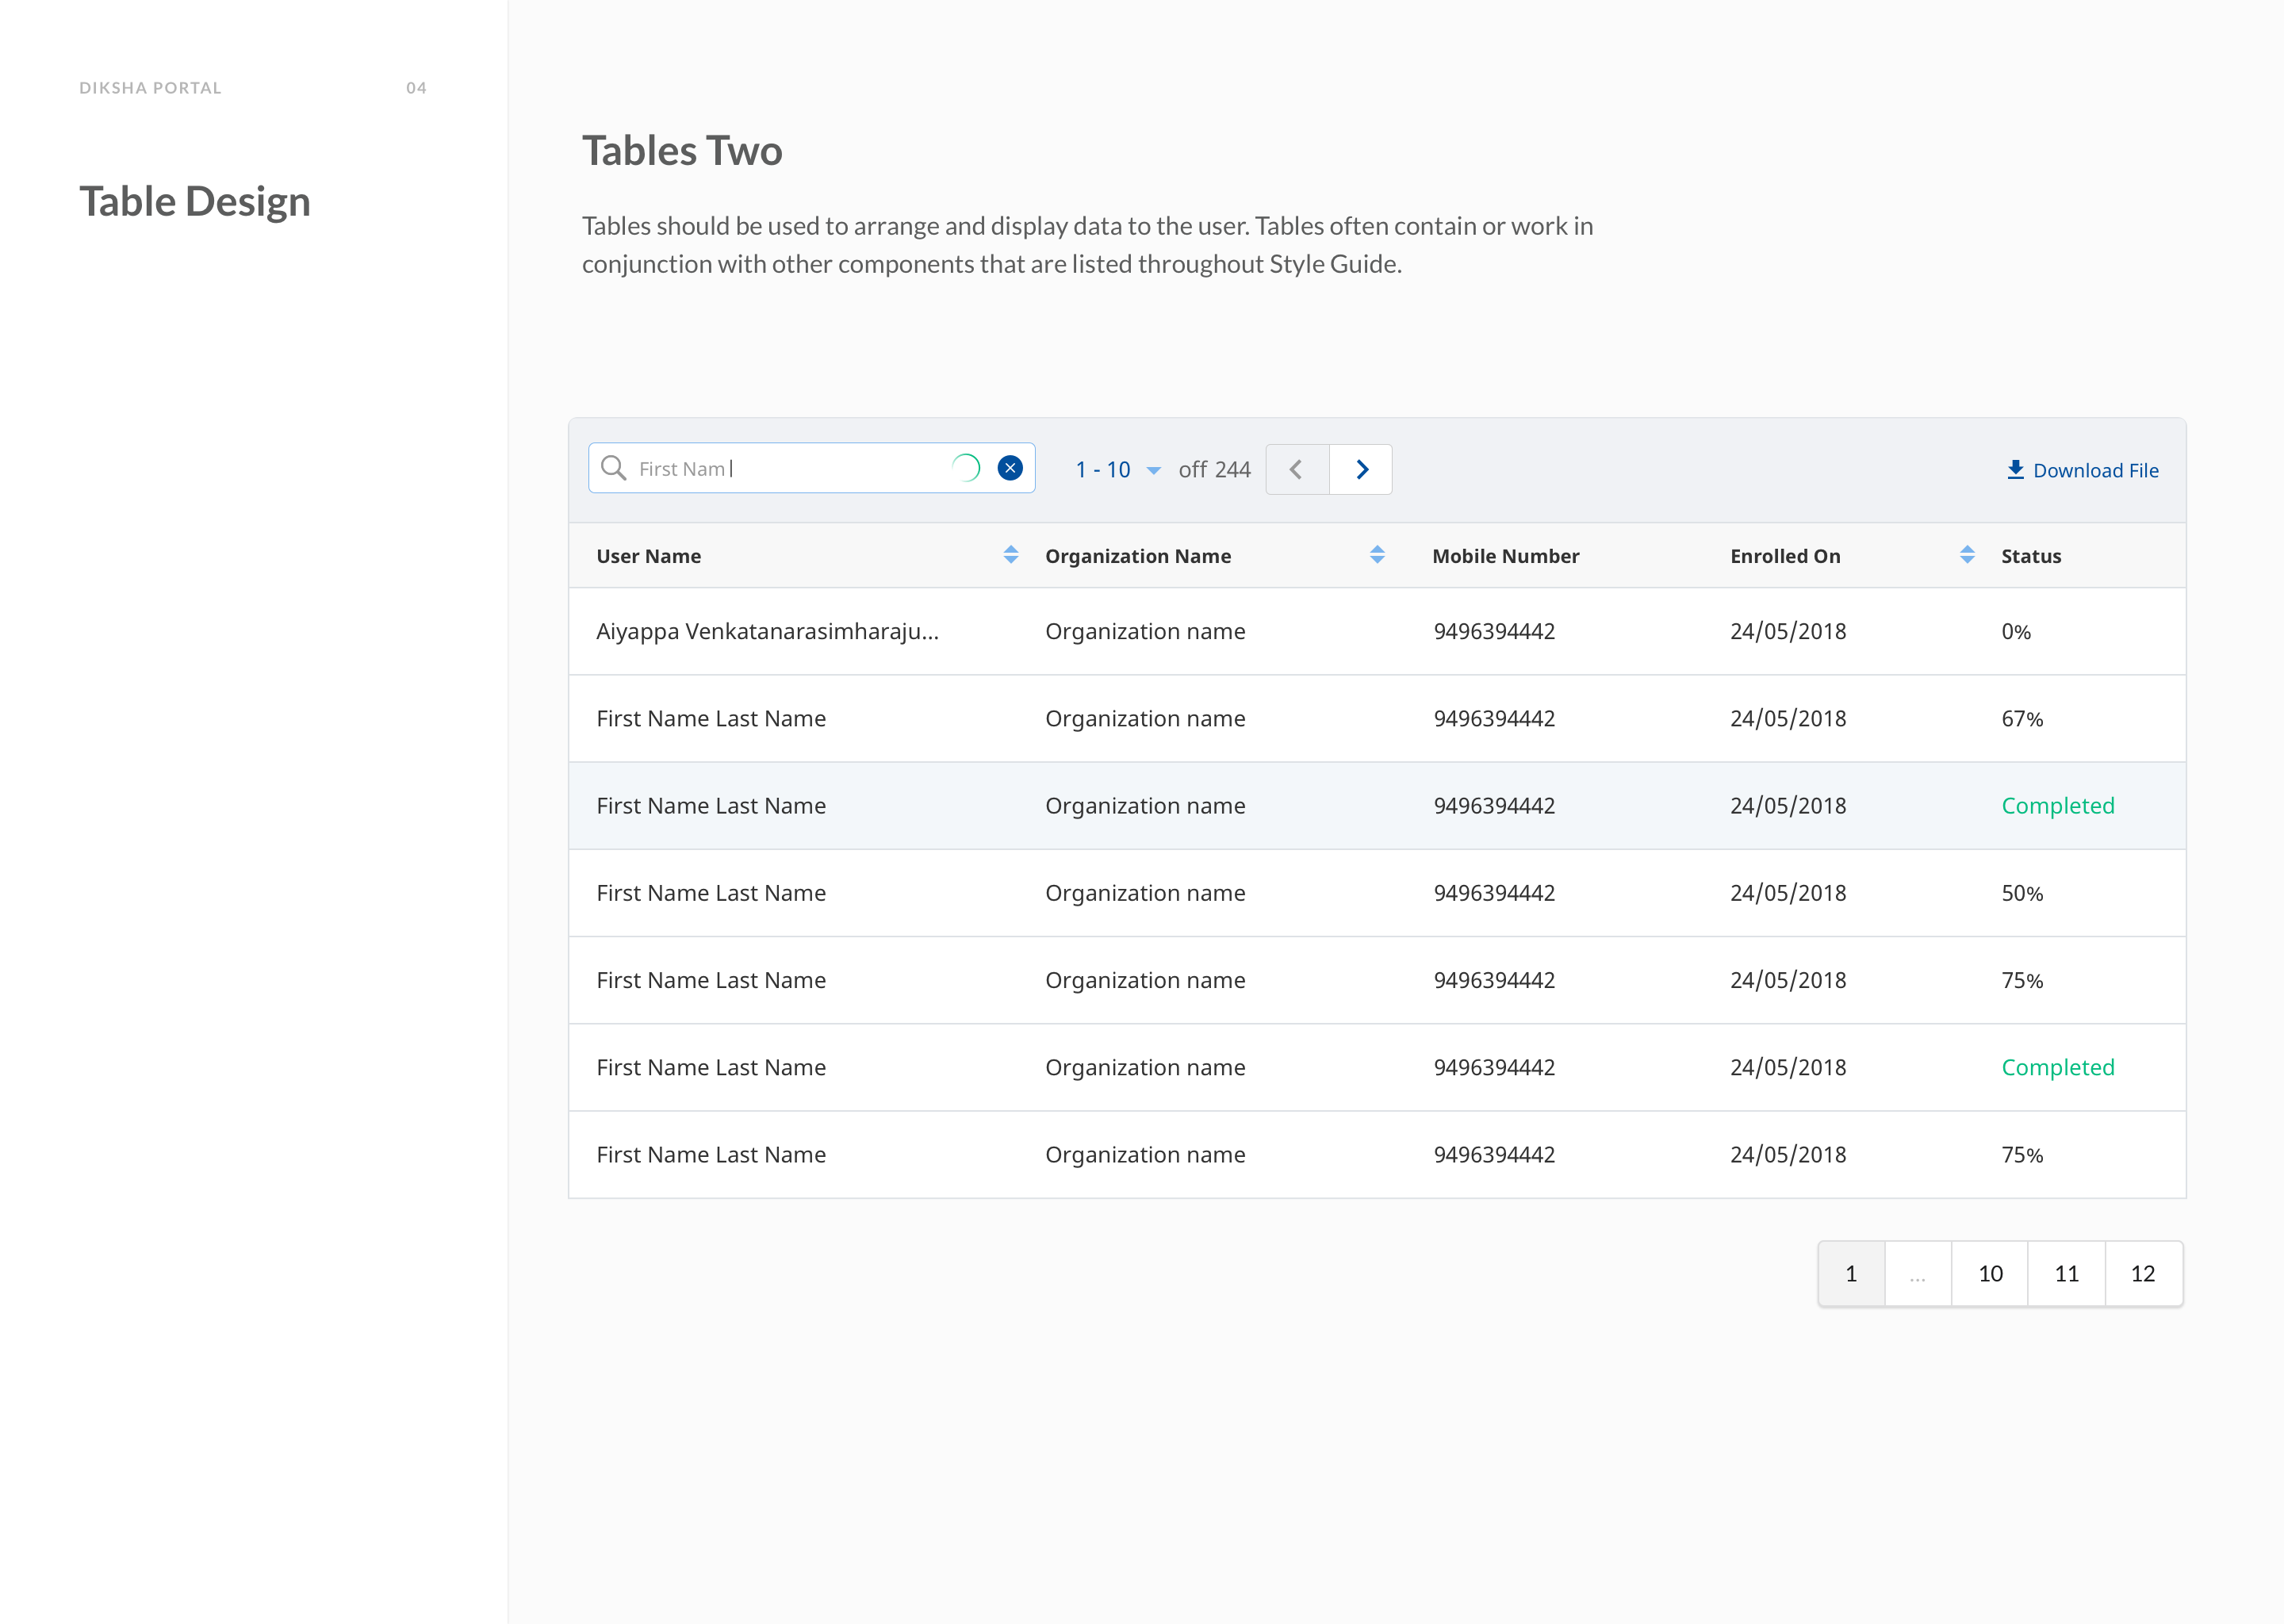 DIKSHA PORTAL 04
Table Design
Tables Two
Tables should be used to arrange and display data to the user. Tables often contain or work in
conjunction with other components that are listed throughout Style Guide.
First Nam 1 - 10 off 244 Download File
User Name Organization Name Mobile Number Enrolled On Status
Aiyappa Venkatanarasimharaju... Organization name 9496394442 24/05/2018 0%
First Name Last Name Organization name 9496394442 24/05/2018 67%
First Name Last Name Organization name 9496394442 24/05/2018 Completed
First Name Last Name Organization name 9496394442 24/05/2018 50%
First Name Last Name Organization name 9496394442 24/05/2018 75%
First Name Last Name Organization name 9496394442 24/05/2018 Completed
First Name Last Name Organization name 9496394442 24/05/2018 75%
1 ... 10 11 12